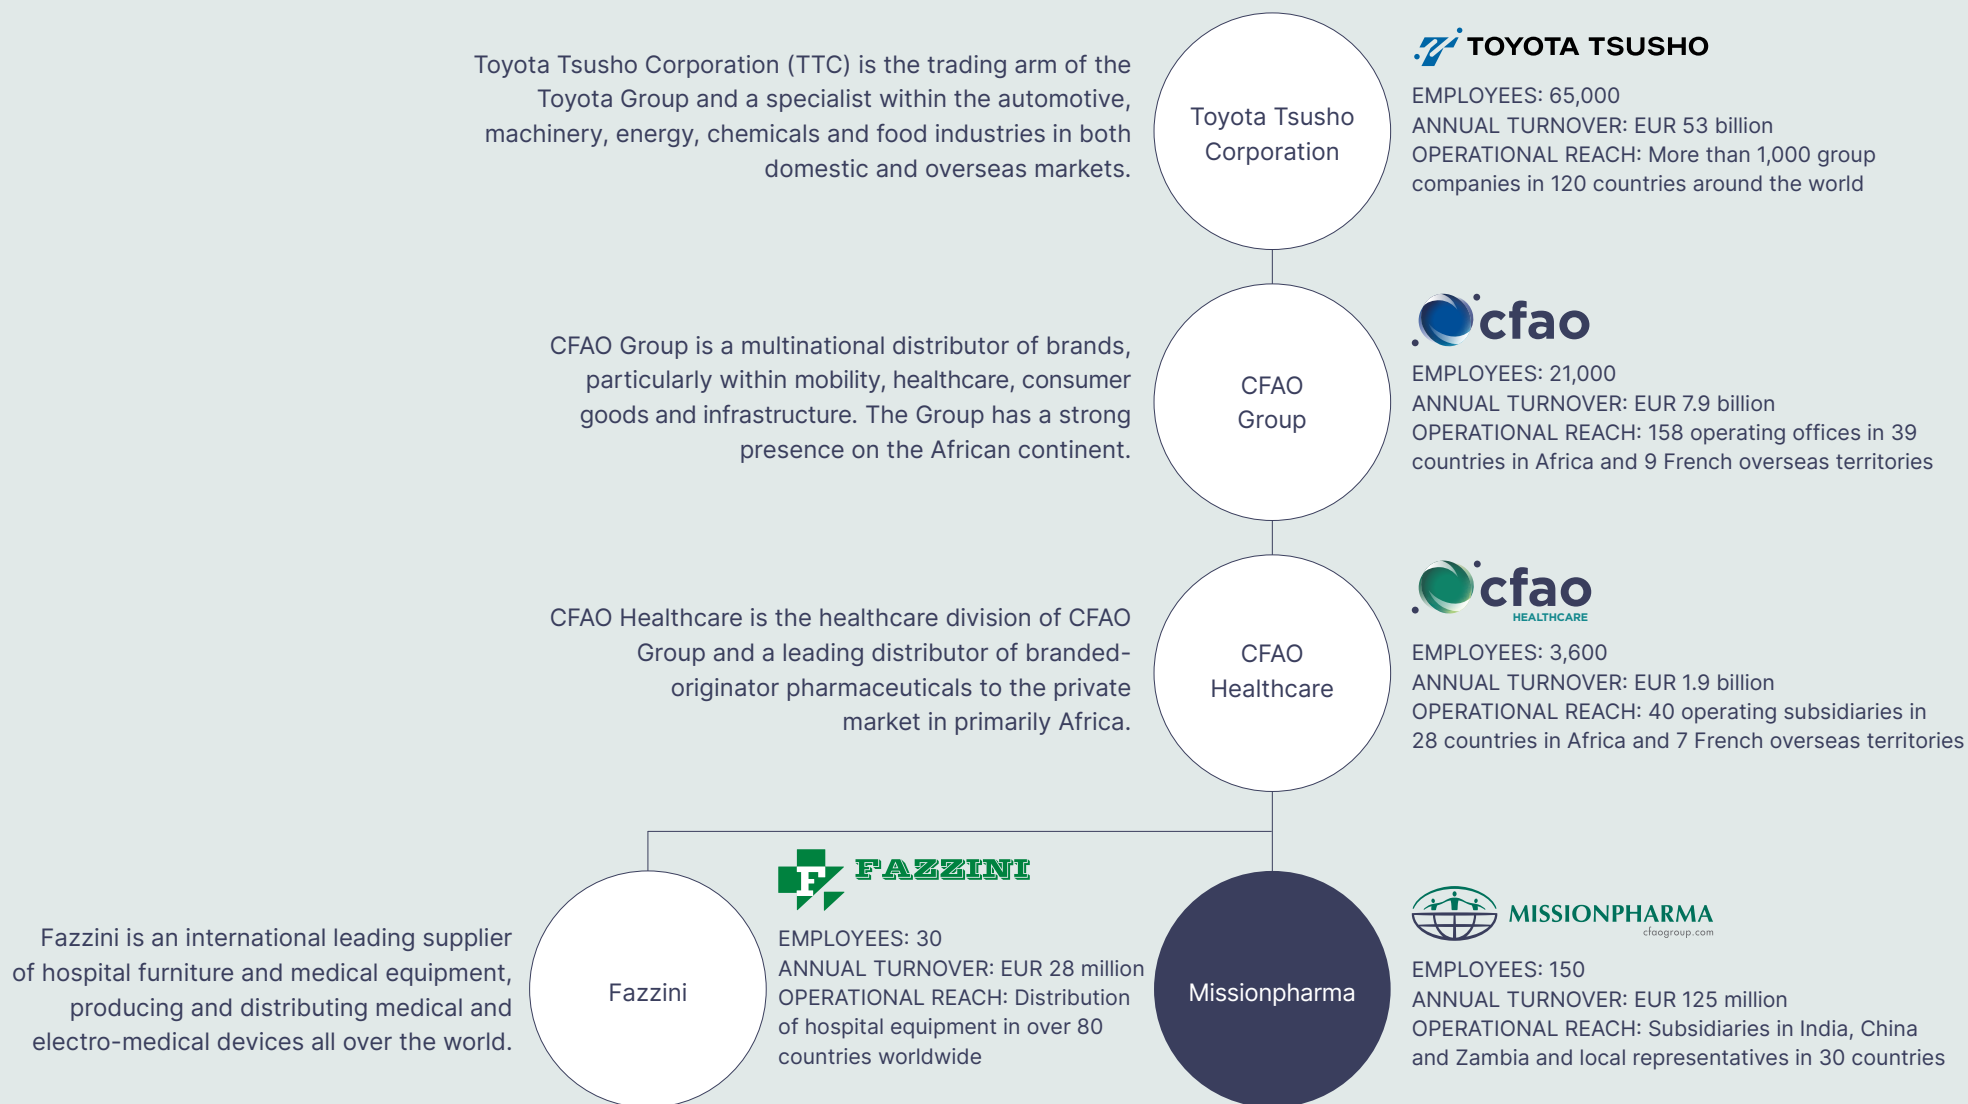 Toyota Tsusho Corporation (TTC) is the trading arm of the
Toyota Group and a specialist within the automotive,
machinery, energy, chemicals and food industries in both
domestic and overseas markets.
Toyota Tsusho
Corporation
TOYOTA TSUSHO
EMPLOYEES: 65,000
ANNUAL TURNOVER: EUR 53 billion
OPERATIONAL REACH: More than 1,000 group
companies in 120 countries around the world
CFAO Group is a multinational distributor of brands,
particularly within mobility, healthcare, consumer
goods and infrastructure. The Group has a strong
presence on the African continent.
CFAO
Group
cfao
EMPLOYEES: 21,000
ANNUAL TURNOVER: EUR 7.9 billion
OPERATIONAL REACH: 158 operating offices in 39
countries in Africa and 9 French overseas territories
CFAO Healthcare is the healthcare division of CFAO
Group and a leading distributor of branded-
originator pharmaceuticals to the private
market in primarily Africa.
CFAO
Healthcare
cfao
HEALTHCARE
EMPLOYEES: 3,600
ANNUAL TURNOVER: EUR 1.9 billion
OPERATIONAL REACH: 40 operating subsidiaries in
28 countries in Africa and 7 French overseas territories
Fazzini is an international leading supplier
of hospital furniture and medical equipment,
producing and distributing medical and
electro-medical devices all over the world.
Fazzini
F
FAZZINI
EMPLOYEES: 30
ANNUAL TURNOVER: EUR 28 million
OPERATIONAL REACH: Distribution
of hospital equipment in over 80
countries worldwide
Missionpharma
MISSIONPHARMA
cfaogroup.com
EMPLOYEES: 150
ANNUAL TURNOVER: EUR 125 million
OPERATIONAL REACH: Subsidiaries in India, China
and Zambia and local representatives in 30 countries